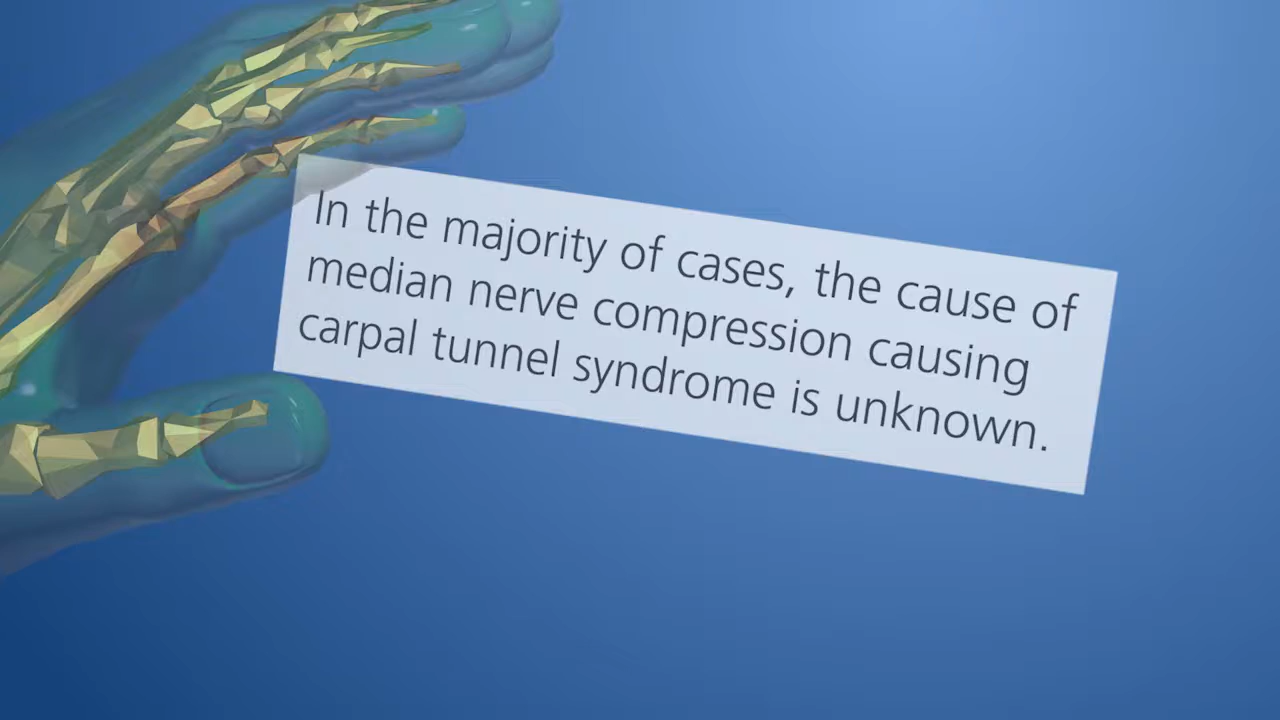 In the majority of cases, the cause of
median nerve compression causing
carpal tunnel syndrome is unknown.